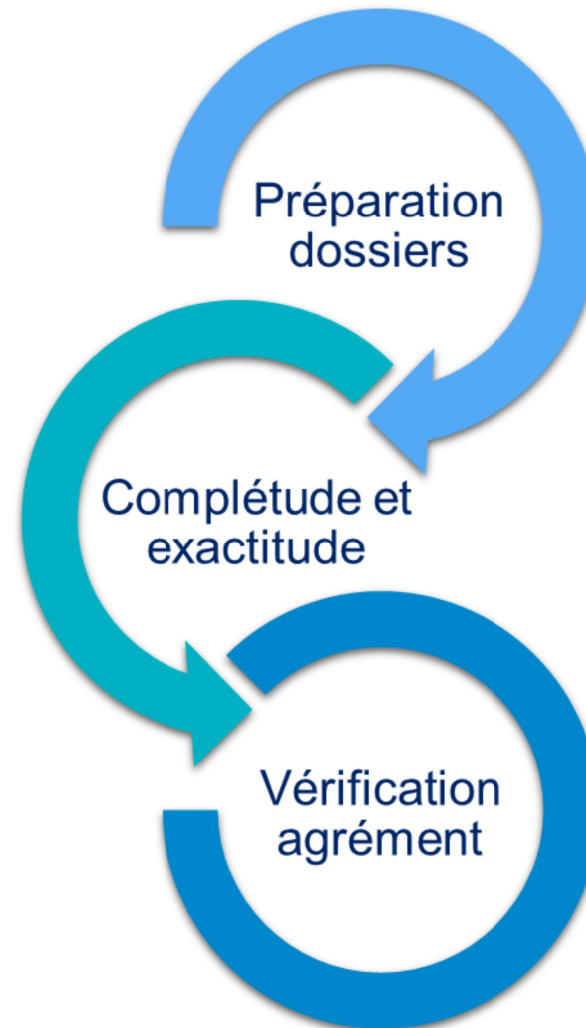 Préparation
dossiers
Complétude et
exactitude
Vérification
agrément